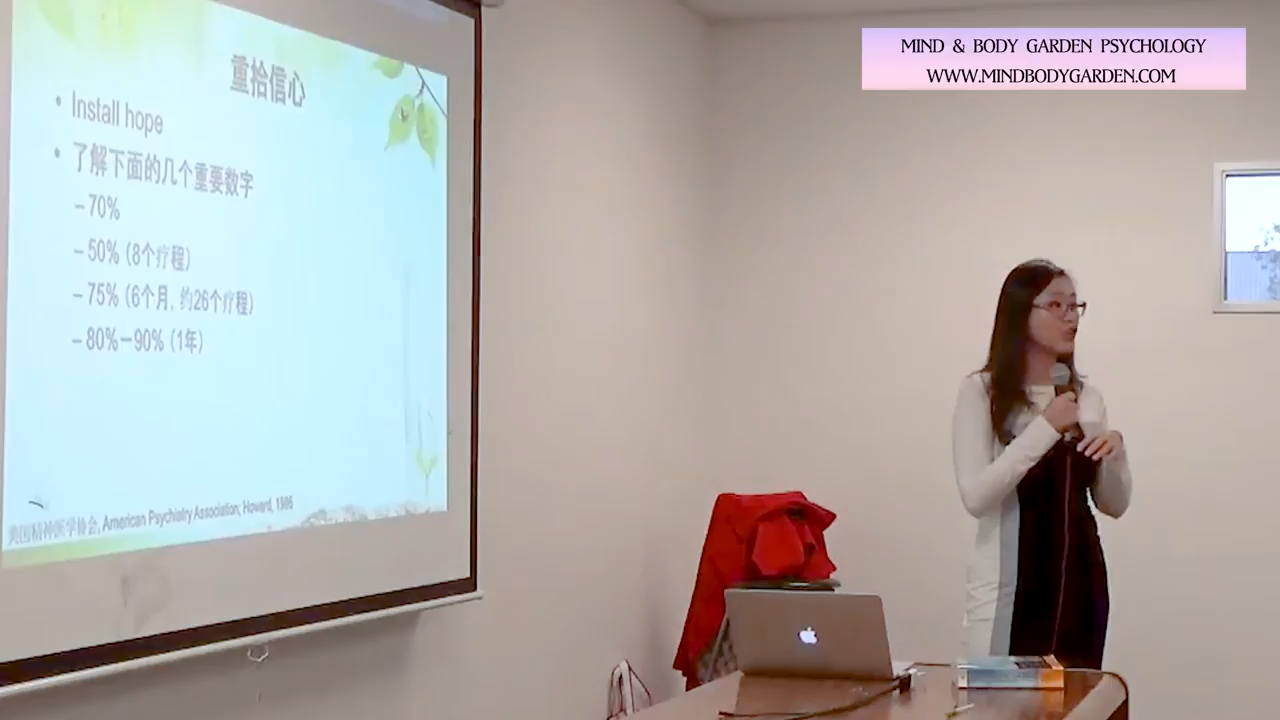 MIND & BODY GARDEN PSYCHOLOGY
WWW.MINDBODYGARDEN.COM
重拾信心
• Install hope
• 了解下面的几个重要数字
– 70%
– 50% (8个疗程)
– 75% (6个月, 约26个疗程)
– 80%－90% (1年)
美国精神医学协会, American Psychiatry Association; Howard, 1986